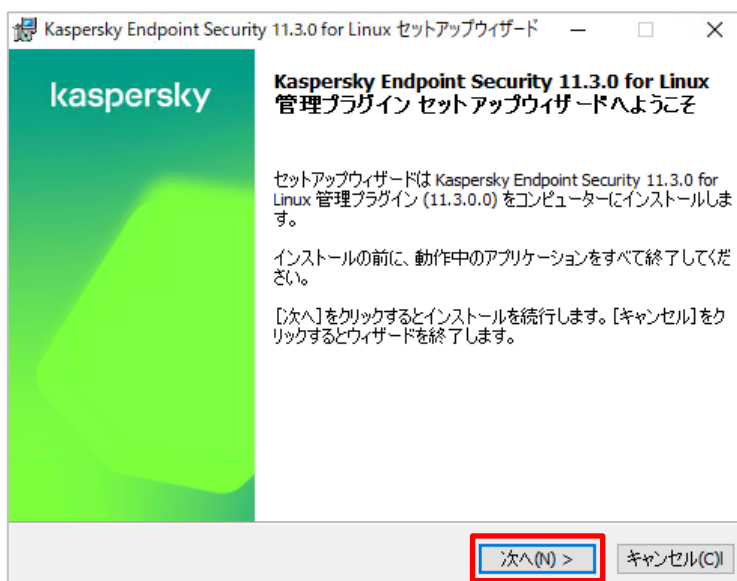 Kaspersky Endpoint Security 11.3.0 for Linux セットアップウィザード
kaspersky
Kaspersky Endpoint Security 11.3.0 for Linux
管理プラグイン セットアップウィザードへようこそ
セットアップウィザードは Kaspersky Endpoint Security 11.3.0 for
Linux 管理プラグイン (11.3.0.0) をコンピューターにインストールしま
す。
インストールの前に、動作中のアプリケーションをすべて終了してくだ
さい。
[次へ]をクリックするとインストールを続行します。[キャンセル]をク
リックするとウィザードを終了します。
次へ(N) >
キャンセル(C)l